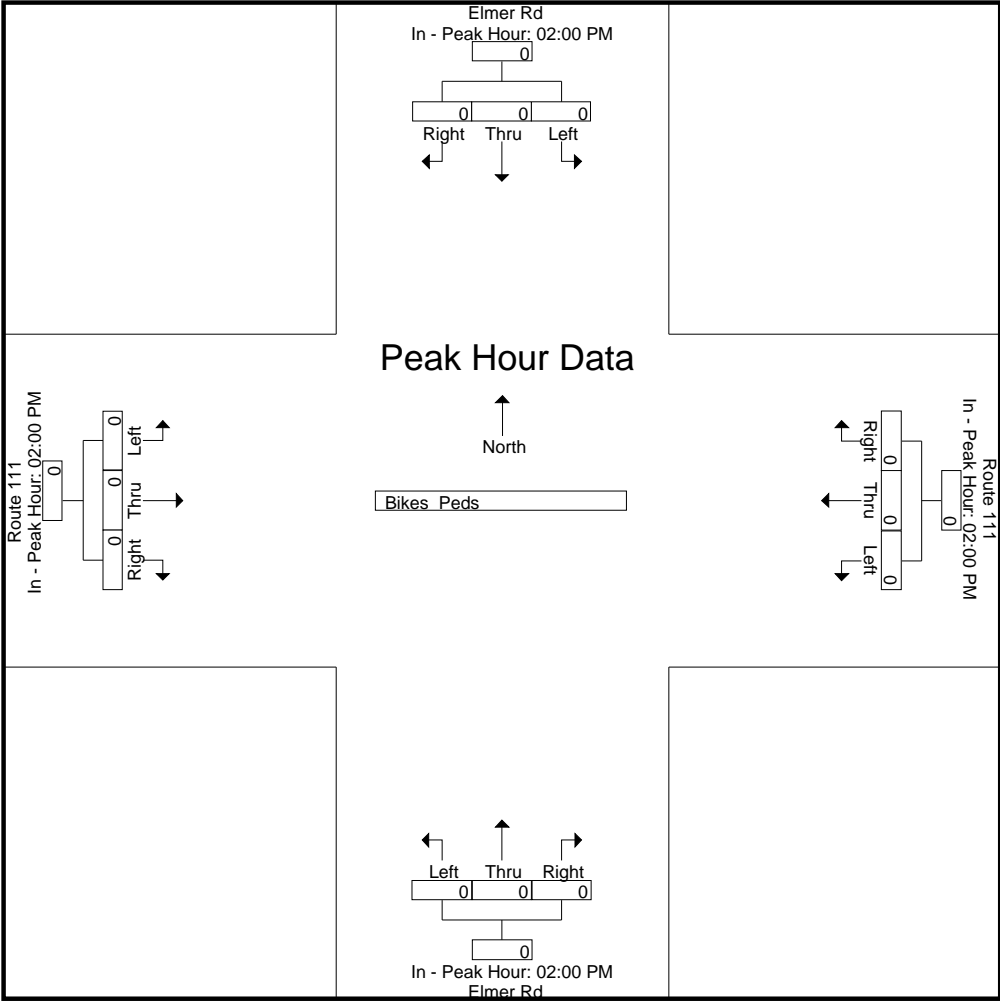 Elmer Rd
In - Peak Hour: 02:00 PM
0
0 0 0
Right Thru Left
Peak Hour Data
North
Bikes Peds
Route 111
In - Peak Hour: 02:00 PM
0
0 0 0
Left Thru Right
Route 111
In - Peak Hour: 02:00 PM
0
0 0 0
Right Thru Left
Left Thru Right
0 0 0
0
In - Peak Hour: 02:00 PM
Elmer Rd